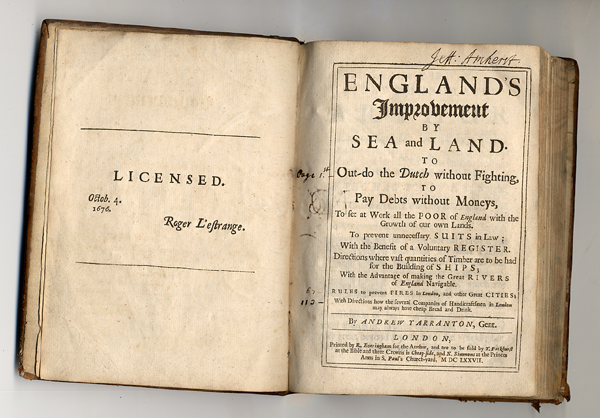 LICENSED.
Octob. 4.
1676.
Roger L'estrange.
Jeff: Amherst.
ENGLAND'S
Improvement
BY
SEA and LAND.
TO
Out-do the Dutch without Fighting,
TO
Pay Debts without Moneys,
To set at Work all the POOR of England with the
Growth of our own Lands.
To prevent unnecessary SUITS in Law;
With the Benefit of a Voluntary REGISTER.
Directions where vast quantities of Timber are to be had
for the Building of SHIPS;
With the Advantage of making the Great RIVERS
of England Navigable.
RULES to prevent FIRES in London, and other Great CITIES;
With Directions how the several Companies of Handicraftsmen in London
may always have cheap Bread and Drink.
By ANDREW YARRANTON, Gent.
LONDON,
Printed by R. Everingham for the Author, and are to be sold by T. Parkhurst
at the Bible and three Crowns in Cheap-side, and N. Simmons at the Princes
Arms in S. Paul's Church-yard, M DC LXXVII.